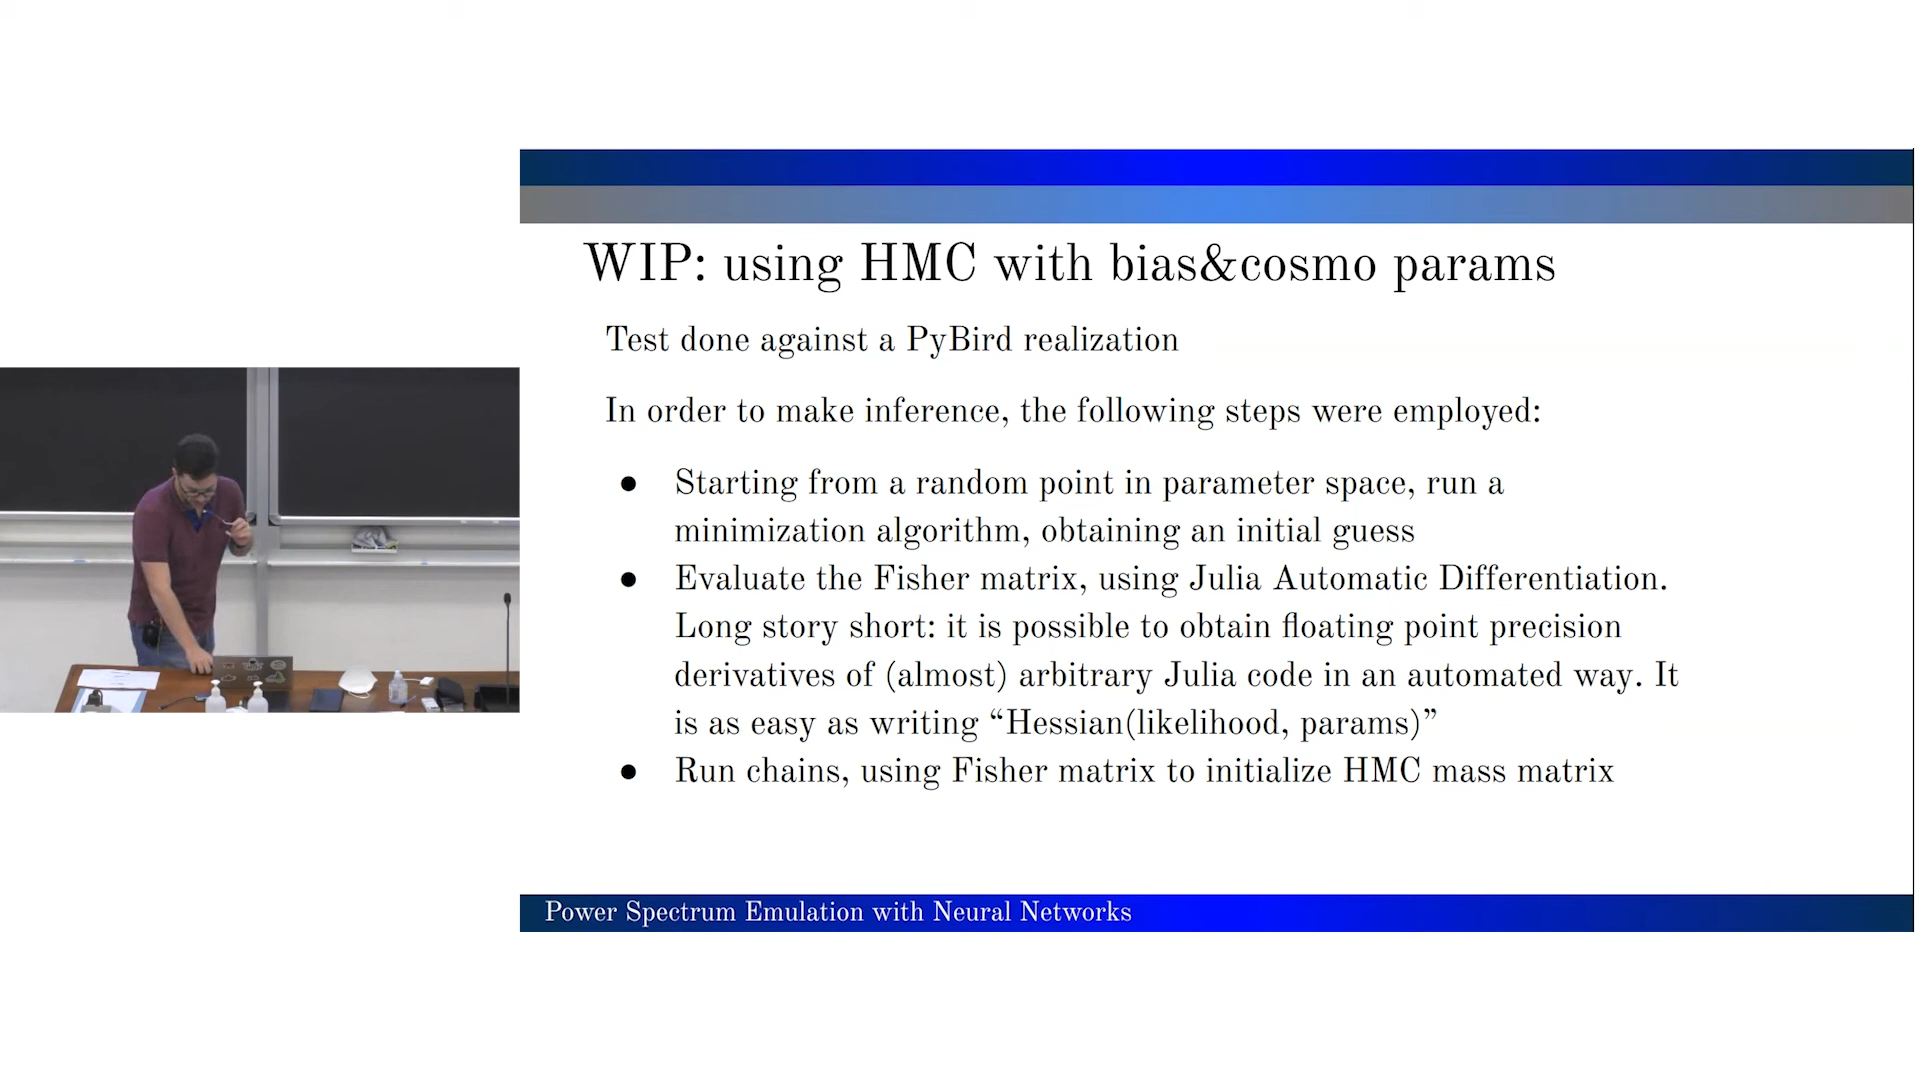 WIP: using HMC with bias&cosmo params
Test done against a PyBird realization
In order to make inference, the following steps were employed:
● Starting from a random point in parameter space, run a
minimization algorithm, obtaining an initial guess
● Evaluate the Fisher matrix, using Julia Automatic Differentiation.
Long story short: it is possible to obtain floating point precision
derivatives of (almost) arbitrary Julia code in an automated way. It
is as easy as writing “Hessian(likelihood, params)”
● Run chains, using Fisher matrix to initialize HMC mass matrix
Power Spectrum Emulation with Neural Networks